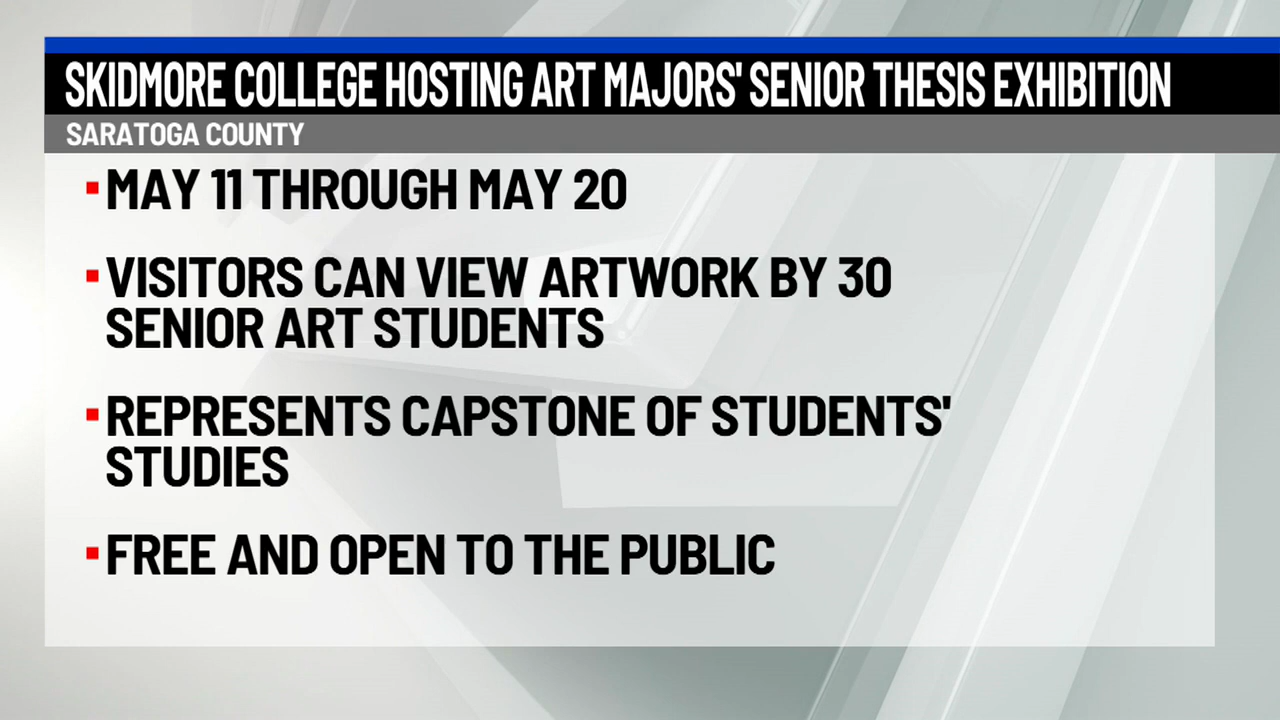 SKIDMORE COLLEGE HOSTING ART MAJORS' SENIOR THESIS EXHIBITION
SARATOGA COUNTY
MAY 11 THROUGH MAY 20
VISITORS CAN VIEW ARTWORK BY 30
SENIOR ART STUDENTS
REPRESENTS CAPSTONE OF STUDENTS'
STUDIES
FREE AND OPEN TO THE PUBLIC